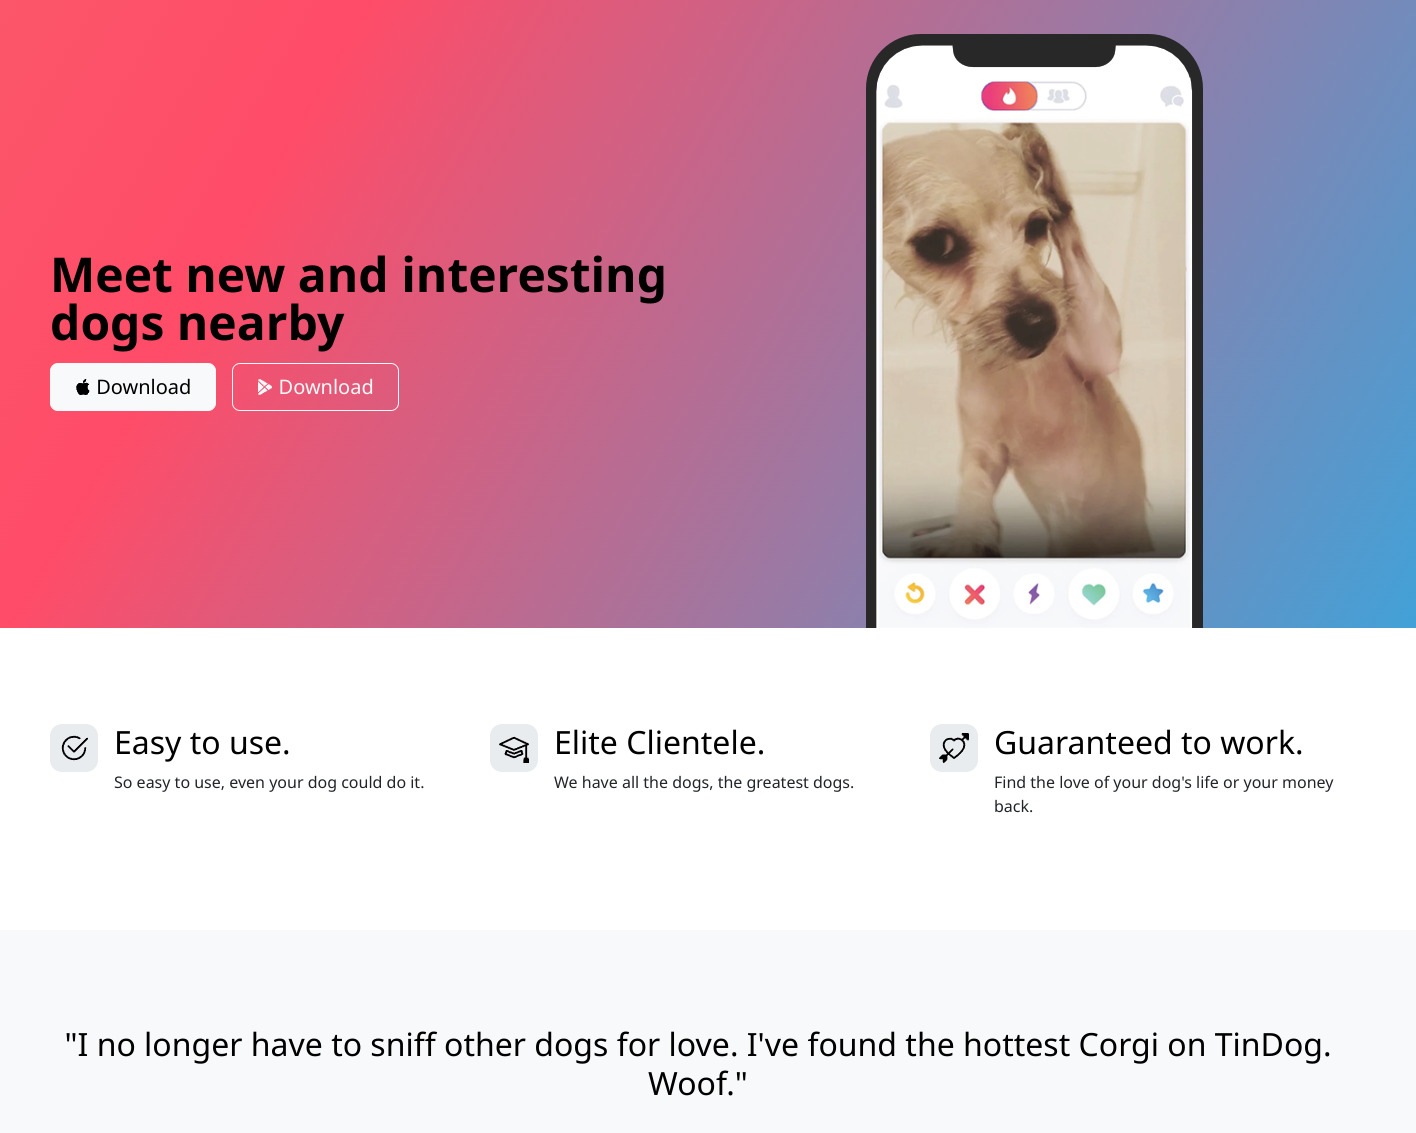 Meet new and interesting
dogs nearby
Download
Download
Easy to use.
So easy to use, even your dog could do it.
Elite Clientele.
We have all the dogs, the greatest dogs.
Guaranteed to work.
Find the love of your dog's life or your money
back.
"I no longer have to sniff other dogs for love. I've found the hottest Corgi on TinDog.
Woof."